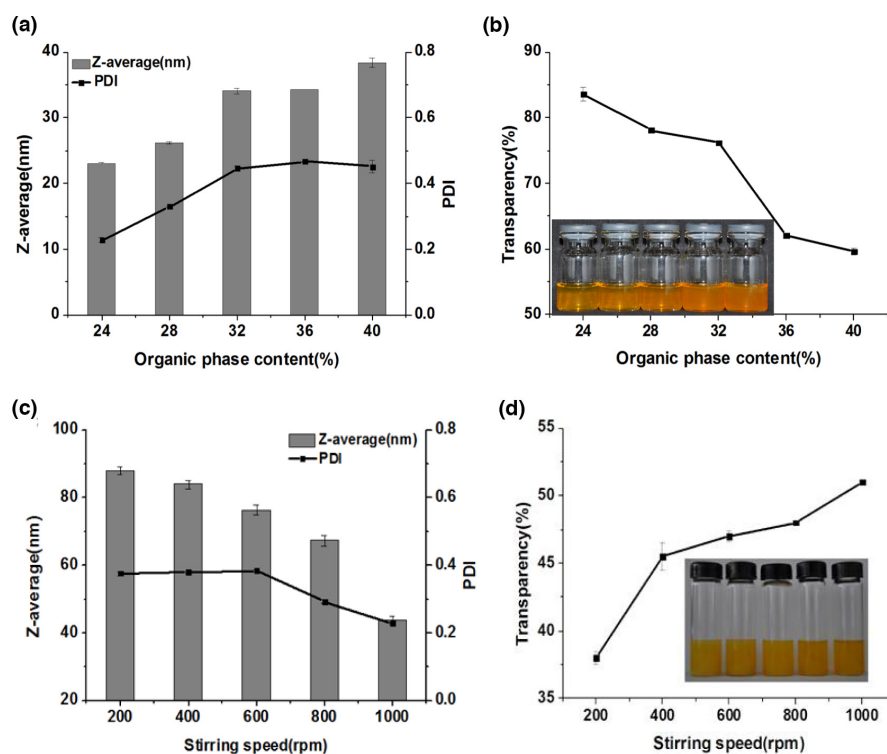 (a)
Z-average(nm)
PDI
40
30
20
10
0
Z-average(nm)
0.8
0.6
0.4
0.2
0.0
PDI
24 28 32 36 40
Organic phase content(%)
(b)
90
80
70
60
50
Transparency(%)
24 28 32 36 40
Organic phase content(%)
(c)
Z-average(nm)
PDI
100
80
60
40
20
Z-average(nm)
0.8
0.6
0.4
0.2
0.0
PDI
200 400 600 800 1000
Stirring speed(rpm)
(d)
55
50
45
40
35
Transparency(%)
200 400 600 800 1000
Stirring speed(rpm)